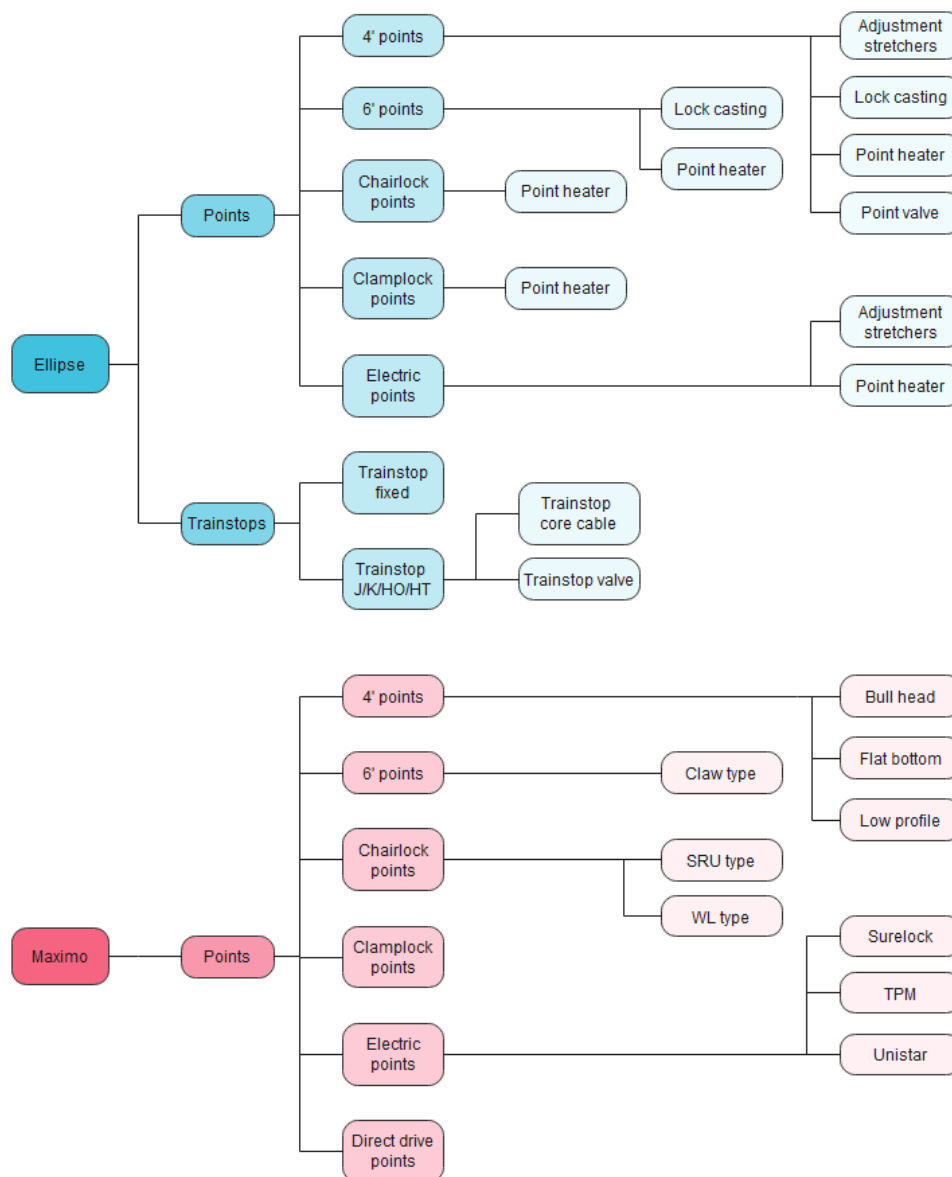 4' points
Adjustment
stretchers
Lock casting
Point heater
Point valve
6' points
Lock casting
Point heater
Chairlock
points
Point heater
Points
Clamplock
points
Point heater
Ellipse
Electric
points
Adjustment
stretchers
Point heater
Trainstops
Trainstop
fixed
Trainstop
J/K/HO/HT
Trainstop
core cable
Trainstop valve
4' points
Bull head
Flat bottom
Low profile
6' points
Claw type
Chairlock
points
SRU type
WL type
Maximo
Points
Clamplock
points
Electric
points
Surelock
TPM
Unistar
Direct drive
points